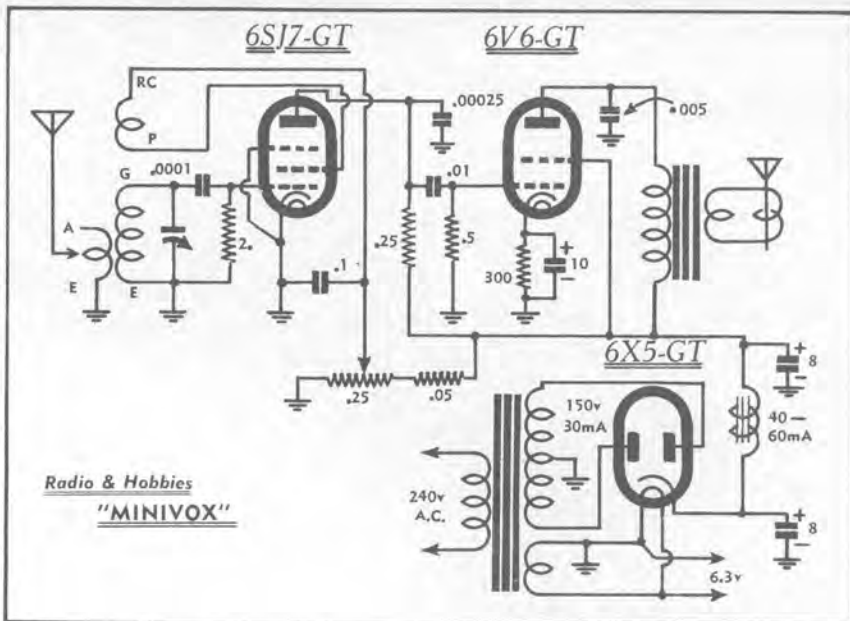 6SJ7-GT
6V6-GT
RC
P
.00025
.005
.0001
G
.01
A
2.
.25
.5
+
10
–
300
E
E
.1
6X5-GT
+
8
–
.25
.05
150v
30mA
40 –
60mA
Radio & Hobbies
"MINIVOX"
240v
A.C.
+
8
–
6.3v